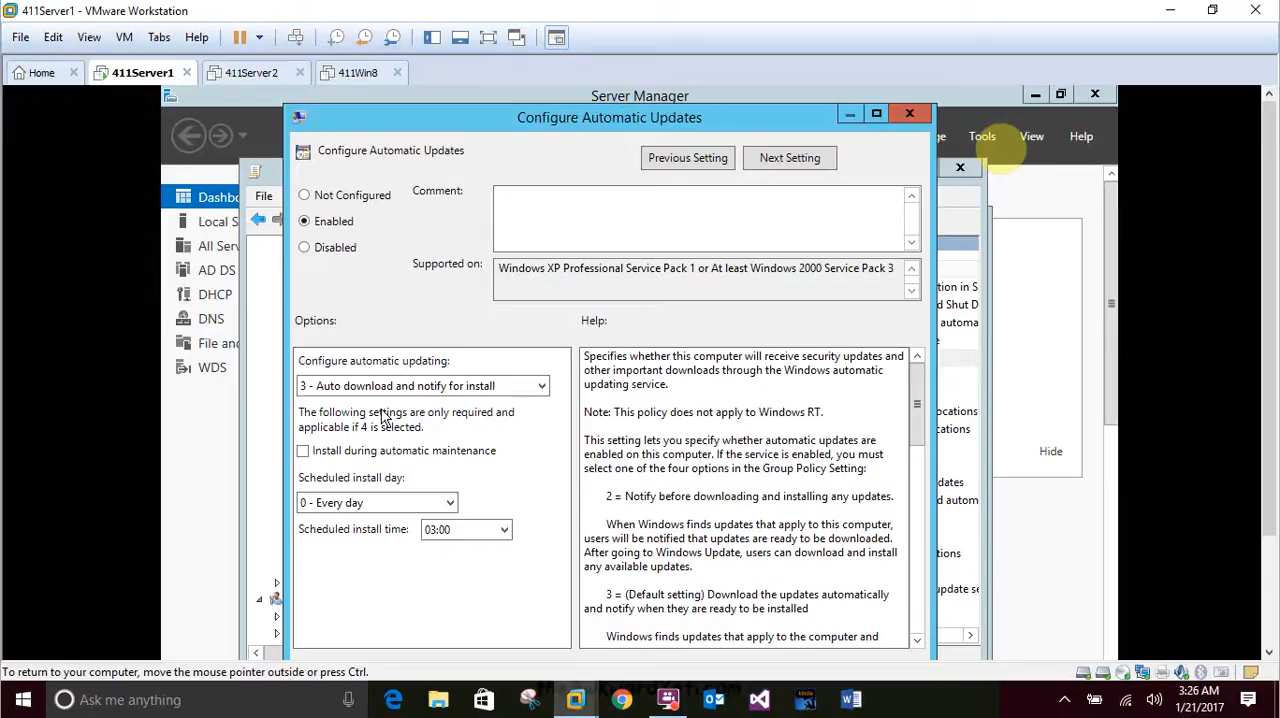 411Server1 - VMware Workstation
File Edit View VM Tabs Help
Home 411Server1 411Server2 411Win8
Server Manager
Configure Automatic Updates
Tools View Help
Configure Automatic Updates
Previous Setting Next Setting
Not Configured
Comment:
Enabled
Disabled
Supported on:
Windows XP Professional Service Pack 1 or At least Windows 2000 Service Pack 3
Dashbo
Local S
All Serv
AD DS
DHCP
DNS
File and
WDS
File
Options:
Help:
Configure automatic updating:
3 - Auto download and notify for install
The following settings are only required and
applicable if 4 is selected.
Install during automatic maintenance
Scheduled install day:
0 - Every day
Scheduled install time: 03:00
Specifies whether this computer will receive security updates and
other important downloads through the Windows automatic
updating service.
Note: This policy does not apply to Windows RT.
This setting lets you specify whether automatic updates are
enabled on this computer. If the service is enabled, you must
select one of the four options in the Group Policy Setting:
2 = Notify before downloading and installing any updates.
When Windows finds updates that apply to this computer,
users will be notified that updates are ready to be downloaded.
After going to Windows Update, users can download and install
any available updates.
3 = (Default setting) Download the updates automatically
and notify when they are ready to be installed
Windows finds updates that apply to the computer and
ction in S
d Shut D
automa
ocations
cations
Hide
dates
d autom
ctions
update se
To return to your computer, move the mouse pointer outside or press Ctrl.
Ask me anything
3:26 AM
1/21/2017